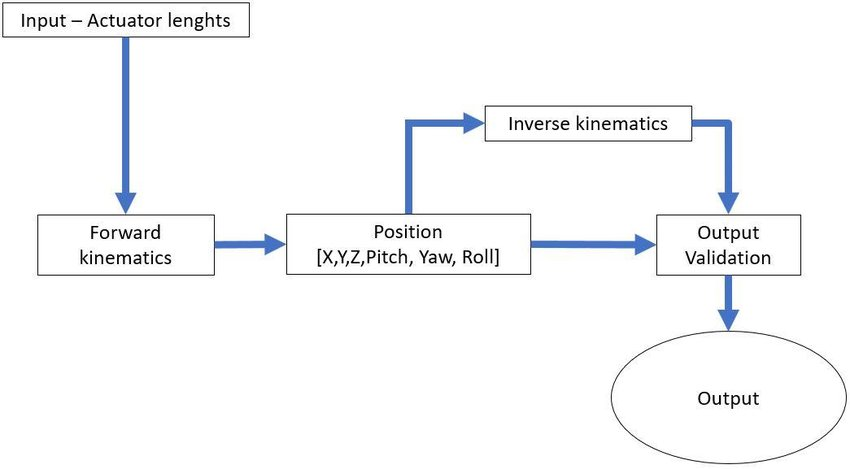 Input – Actuator lenghts
Inverse kinematics
Forward
kinematics
Position
[X,Y,Z,Pitch, Yaw, Roll]
Output
Validation
Output